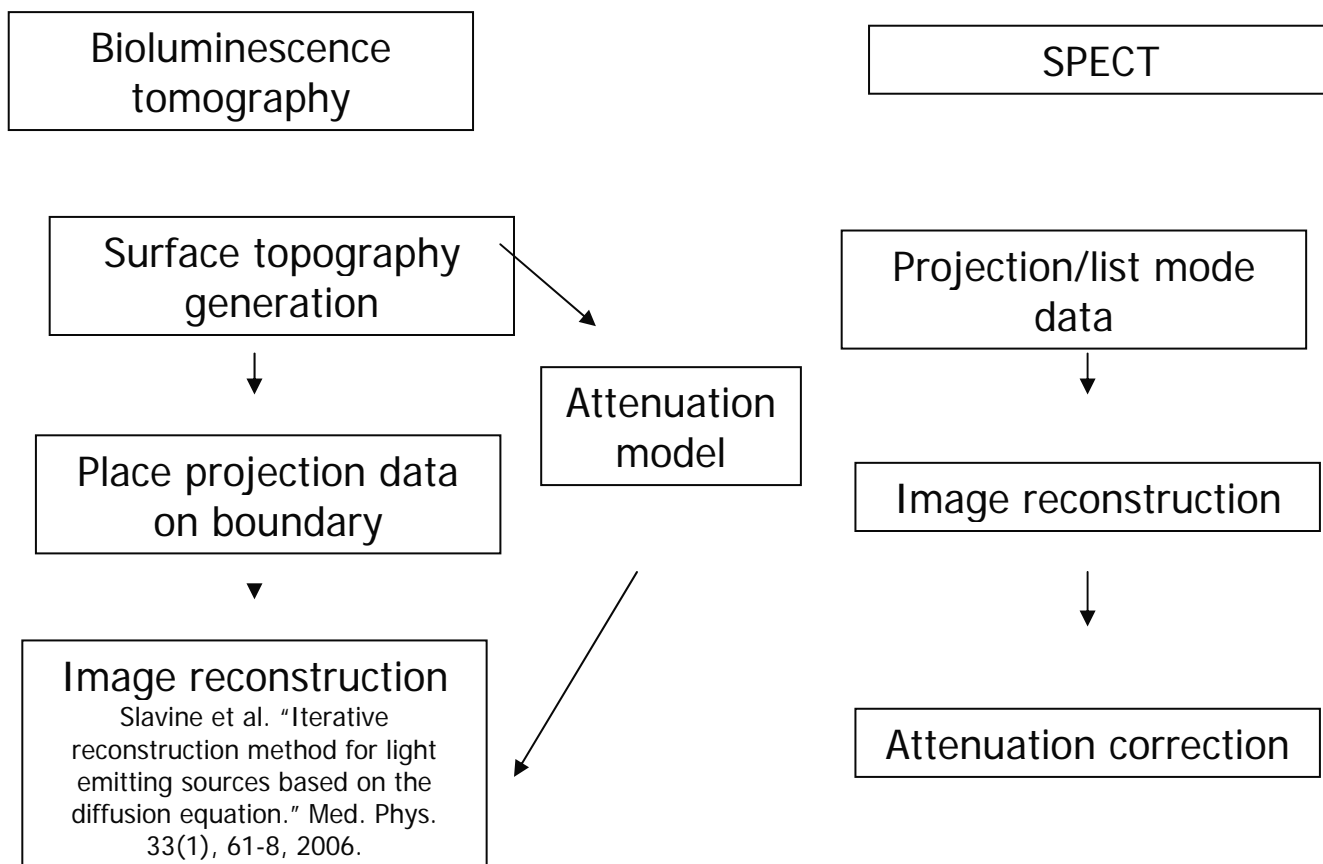 Bioluminescence
tomography
SPECT
Surface topography
generation
Projection/list mode
data
Attenuation
model
Place projection data
on boundary
Image reconstruction
Image reconstruction
Slavine et al. "Iterative
reconstruction method for light
emitting sources based on the
diffusion equation." Med. Phys.
33(1), 61-8, 2006.
Attenuation correction